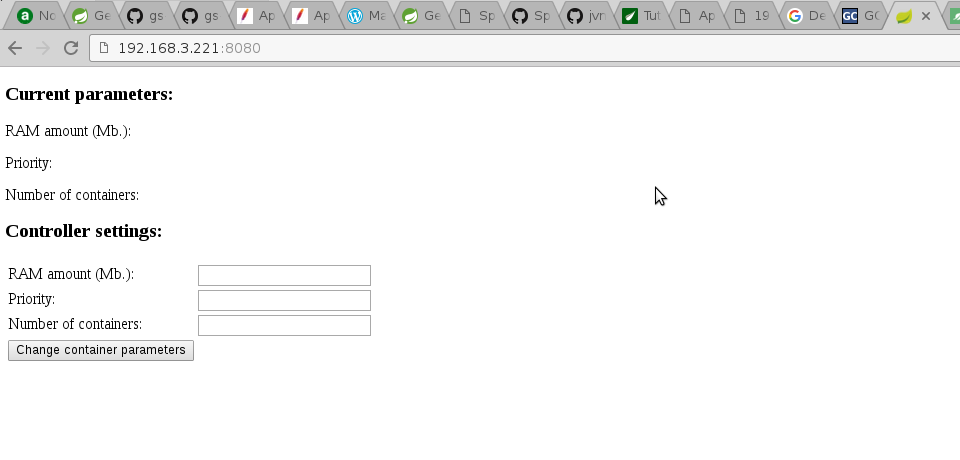 No Ge gs gs Ap Ap Ma Ge Sp Sp jvm Tut Ap 19 De GC GC
192.168.3.221:8080
Current parameters:
RAM amount (Mb.):
Priority:
Number of containers:
Controller settings:
RAM amount (Mb.):
Priority:
Number of containers:
Change container parameters